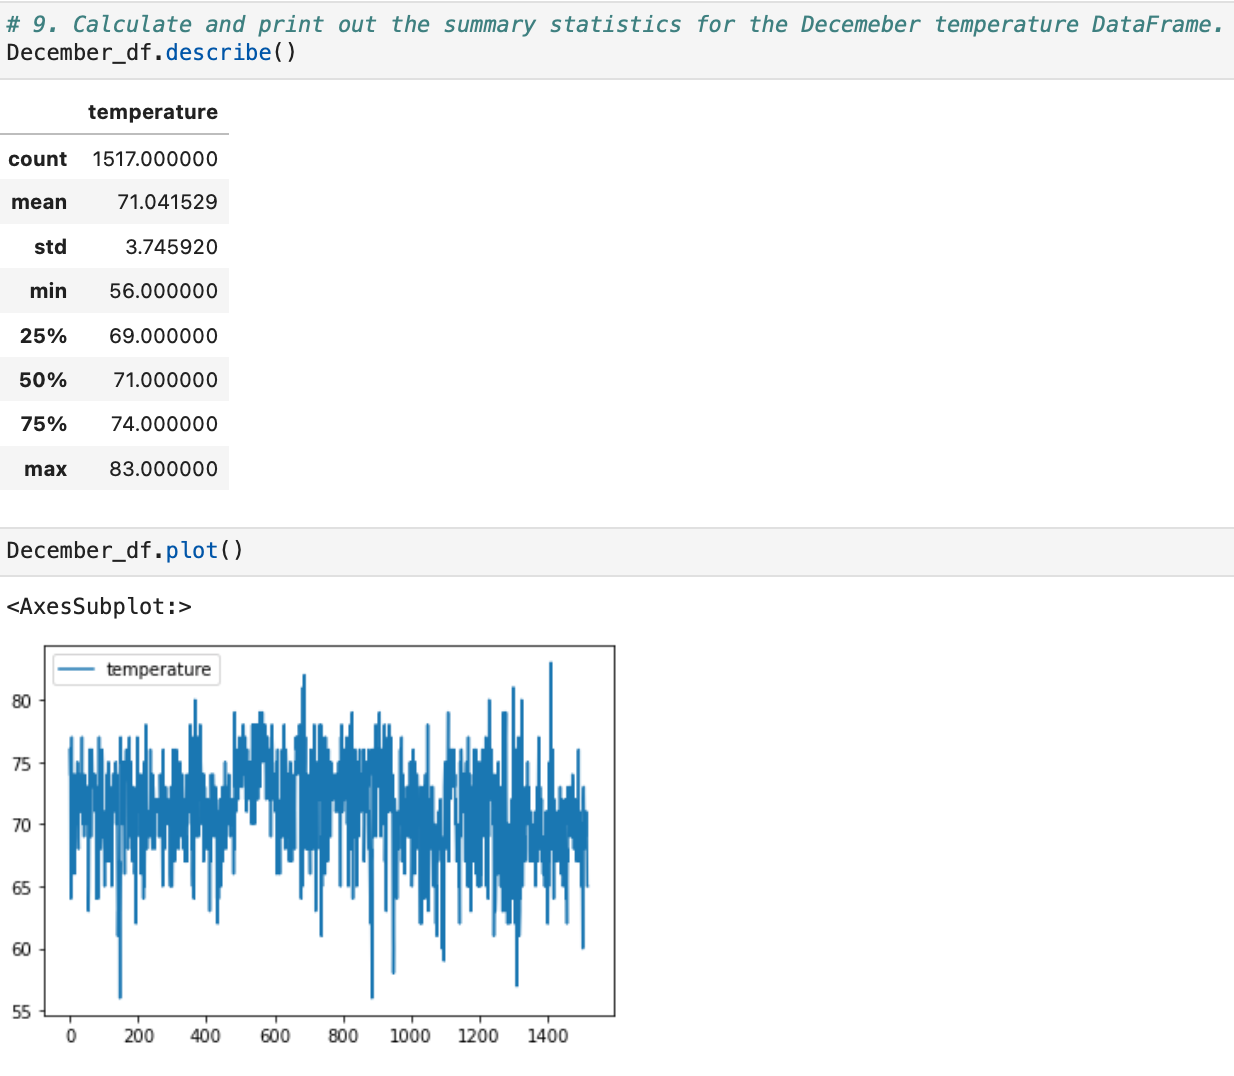 # 9. Calculate and print out the summary statistics for the Decemeber temperature DataFrame.
December_df.describe()
temperature
count 1517.000000
mean 71.041529
std 3.745920
min 56.000000
25% 69.000000
50% 71.000000
75% 74.000000
max 83.000000
December_df.plot()
<AxesSubplot:>
temperature
80
75
70
65
60
55
0 200 400 600 800 1000 1200 1400